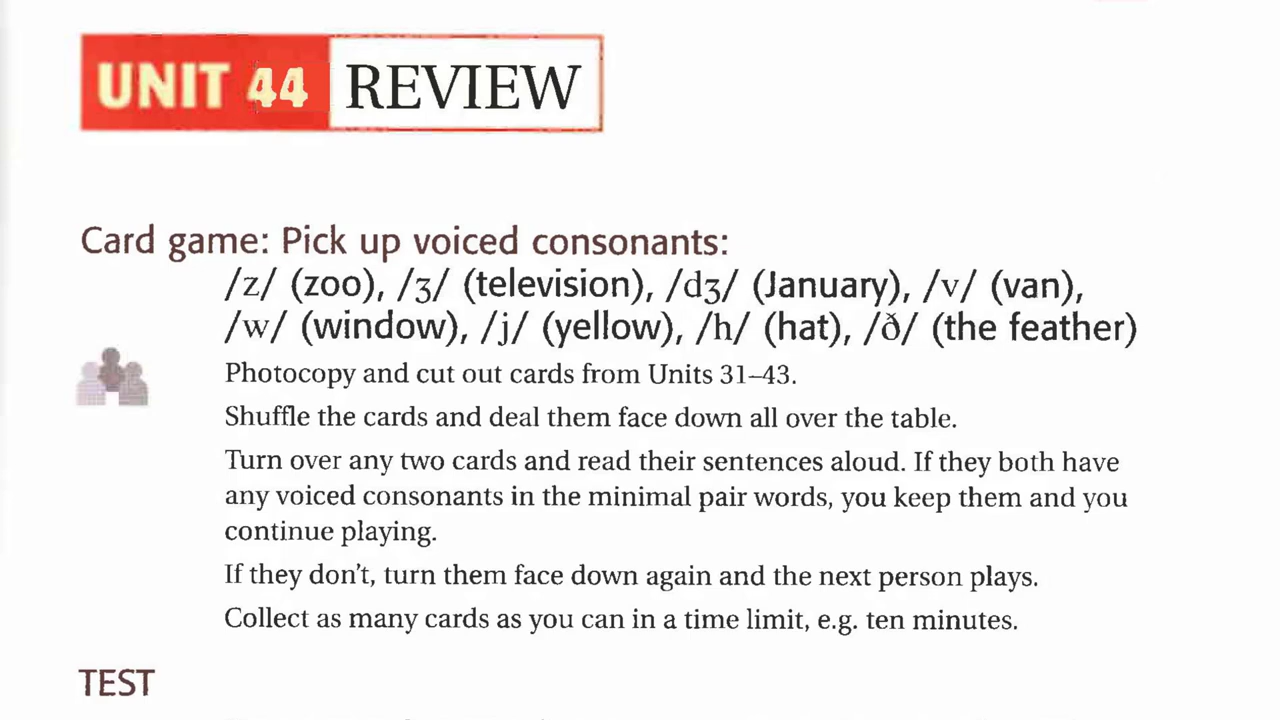 UNIT 44 REVIEW
Card game: Pick up voiced consonants:
/z/ (zoo), /ʒ/ (television), /dʒ/ (January), /v/ (van),
/w/ (window), /j/ (yellow), /h/ (hat), /ð/ (the feather)
Photocopy and cut out cards from Units 31–43.
Shuffle the cards and deal them face down all over the table.
Turn over any two cards and read their sentences aloud. If they both have
any voiced consonants in the minimal pair words, you keep them and you
continue playing.
If they don't, turn them face down again and the next person plays.
Collect as many cards as you can in a time limit, e.g. ten minutes.
TEST